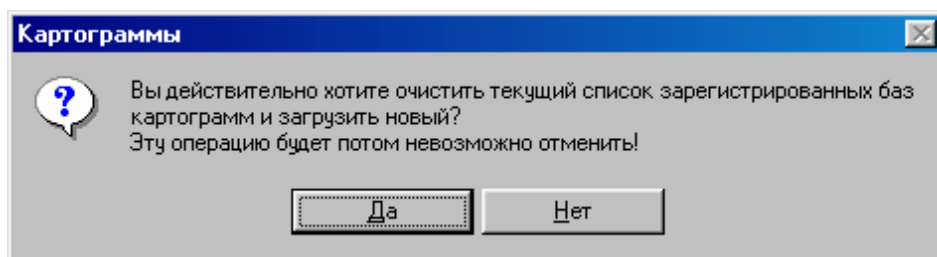 Картограммы
Вы действительно хотите очистить текущий список зарегистрированных баз
картограмм и загрузить новый?
Эту операцию будет потом невозможно отменить!
Да
Нет